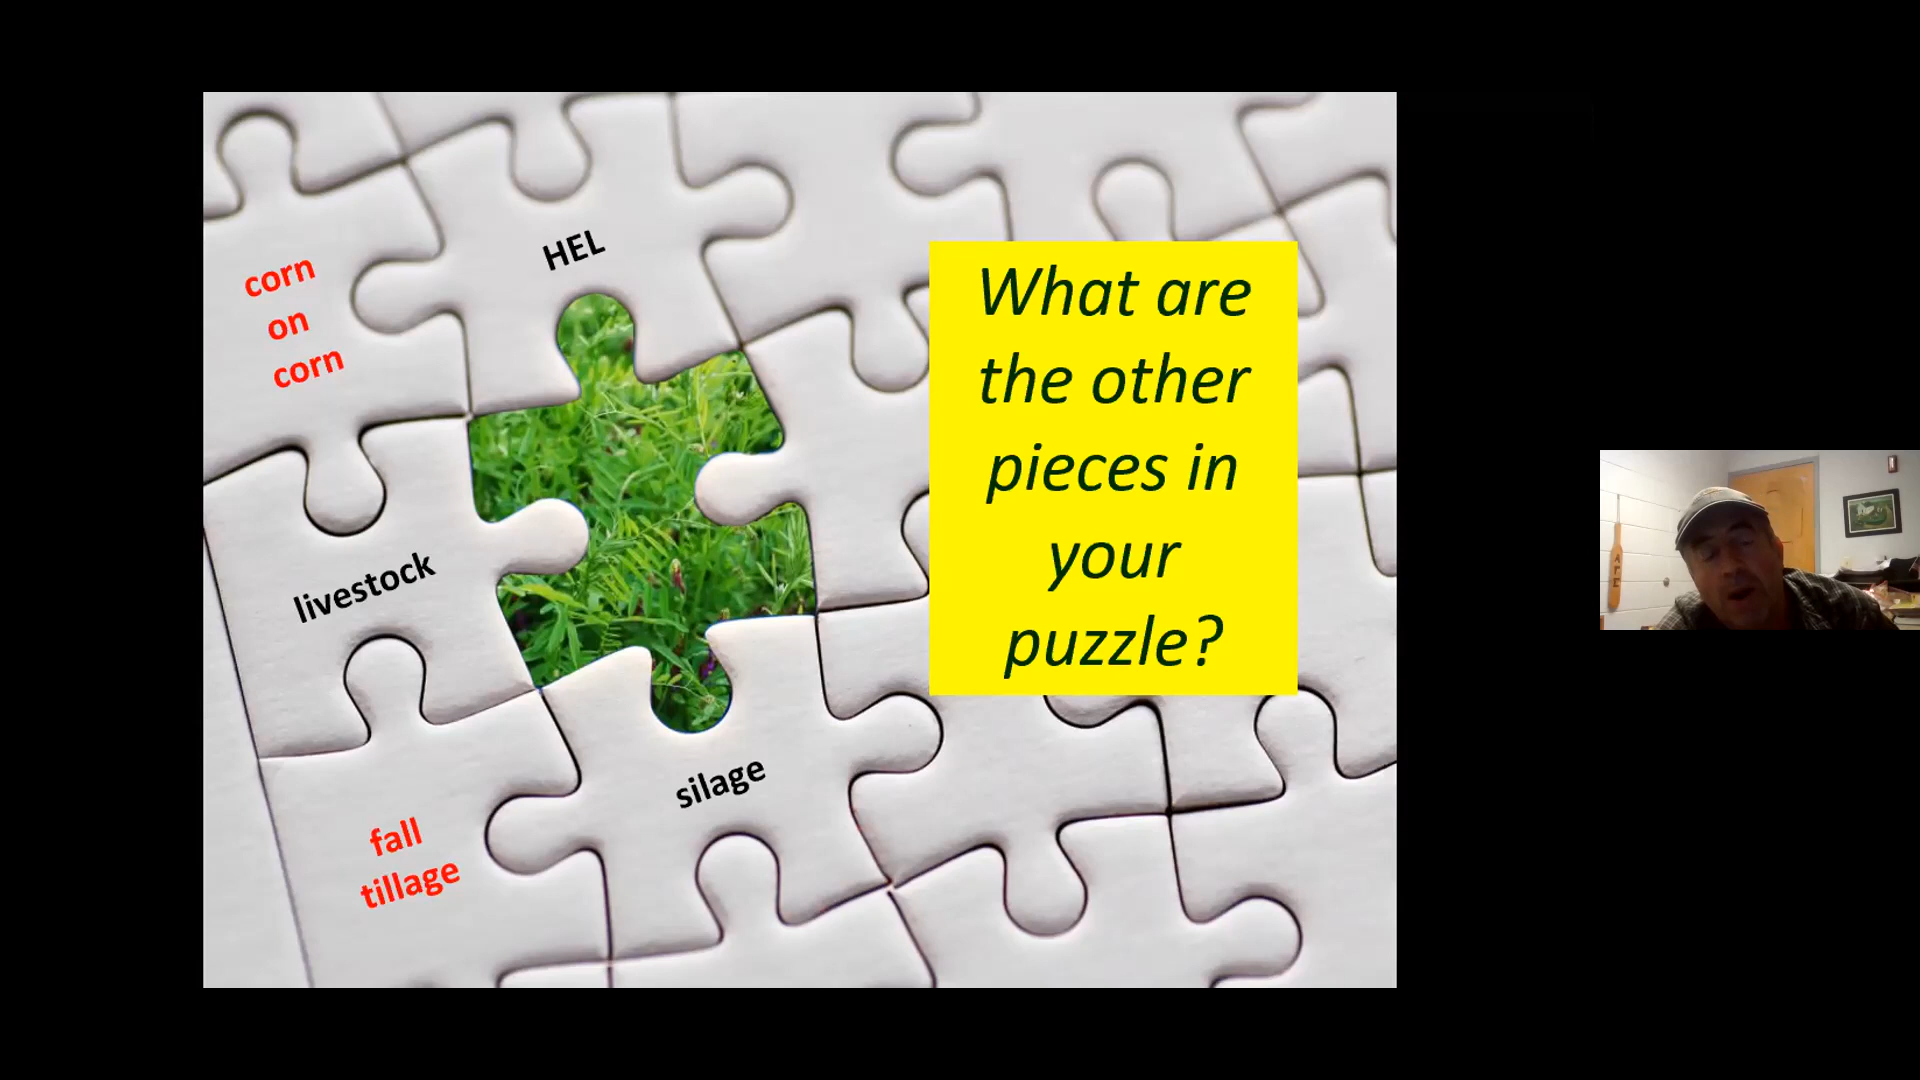 corn
on
corn
HEL
livestock
fall
tillage
silage
What are
the other
pieces in
your
puzzle?